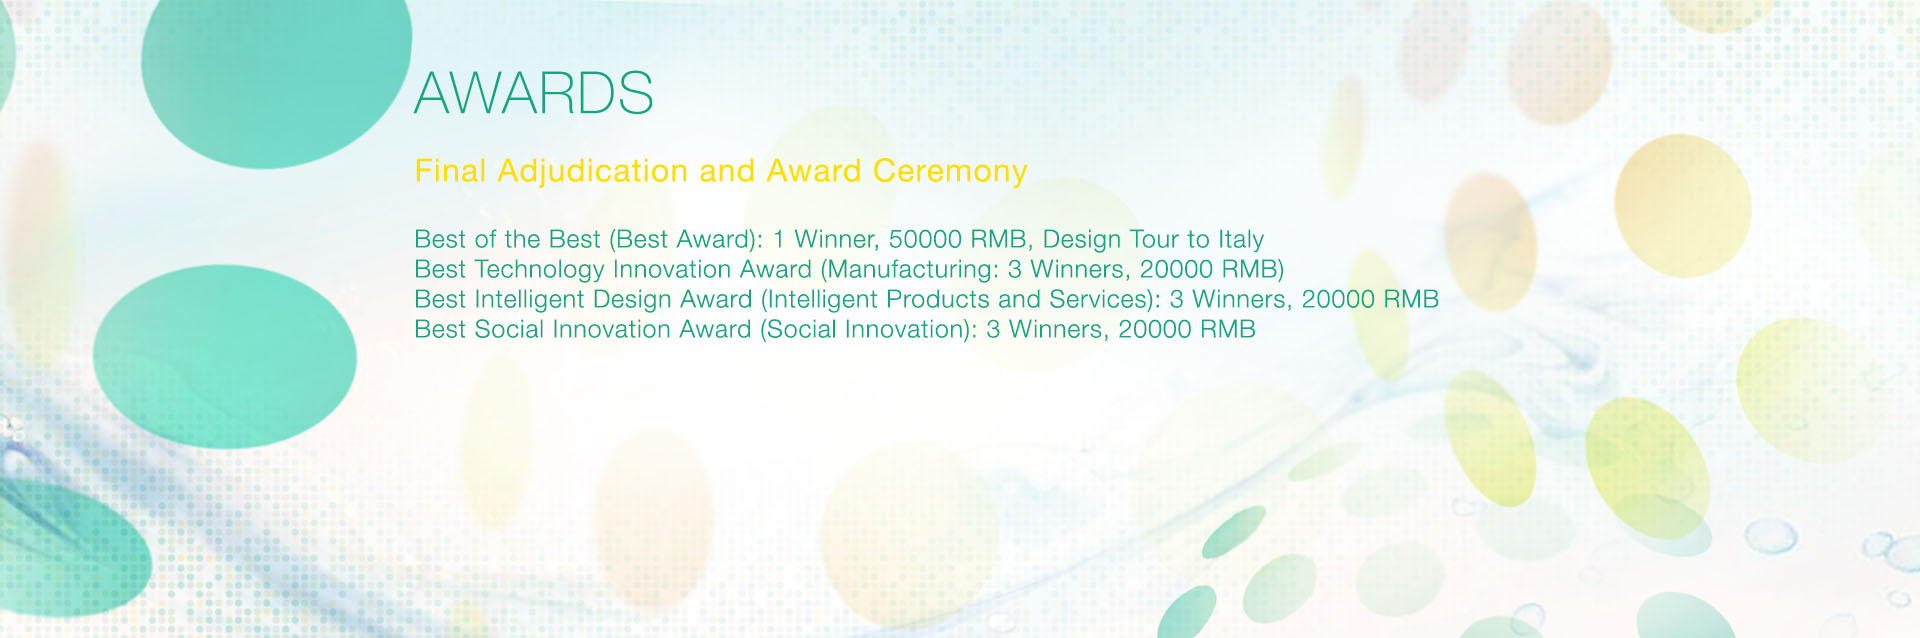 AWARDS
Final Adjudication and Award Ceremony
Best of the Best (Best Award): 1 Winner, 50000 RMB, Design Tour to Italy
Best Technology Innovation Award (Manufacturing: 3 Winners, 20000 RMB)
Best Intelligent Design Award (Intelligent Products and Services): 3 Winners, 20000 RMB
Best Social Innovation Award (Social Innovation): 3 Winners, 20000 RMB